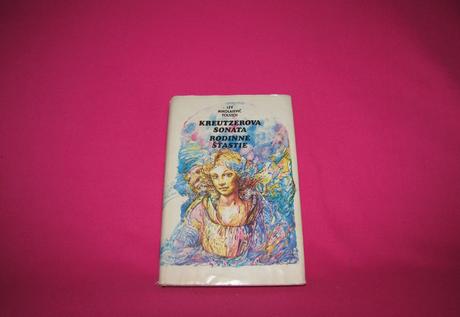 LEV
NIKOLAJEVIČ
TOLSTOJ
KREUTZEROVA
SONÁTA
RODINNÉ
ŠŤASTIE